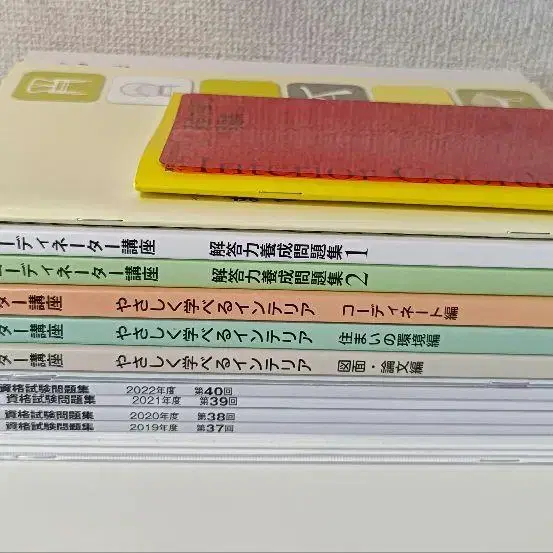 Interior Coor
ーディネーター講座 解答力養成問題集1
コーディネーター講座 解答力養成問題集2
ター講座 やさしく学べるインテリア コーディネート編
ター講座 やさしく学べるインテリア 住まいの環境編
ター講座 やさしく学べるインテリア 図面・論文編
資格試験問題集 2022年度 第40回
資格試験問題集 2021年度 第39回
資格試験問題集 2020年度 第38回
資格試験問題集 2019年度 第37回